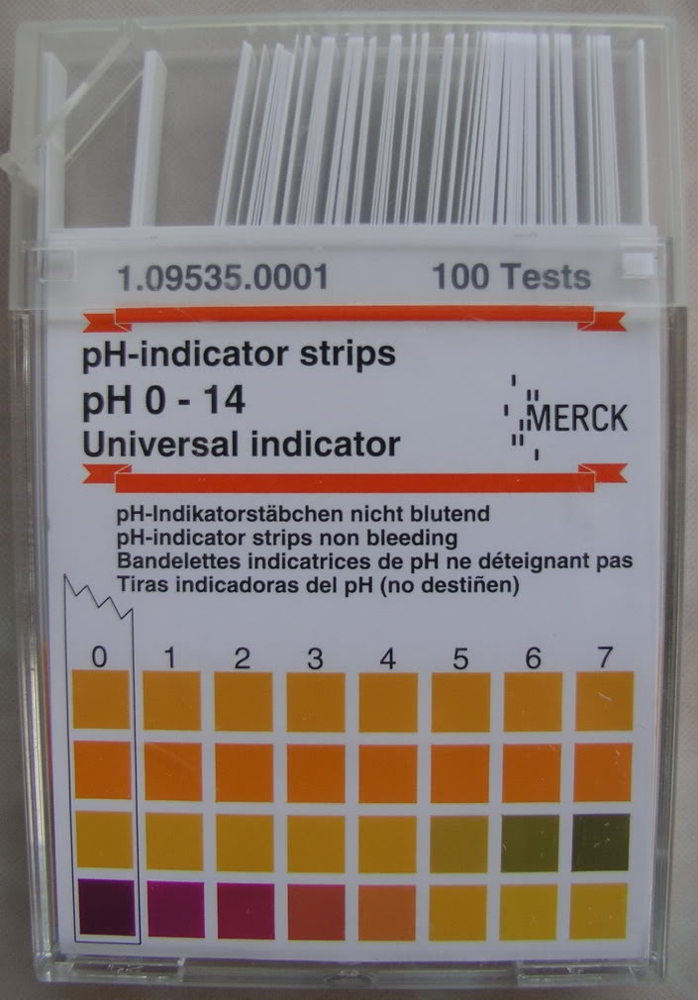 1.09535.0001 100 Tests
pH-indicator strips
pH 0 - 14
Universal indicator
MERCK
pH-Indikatorstäbchen nicht blutend
pH-indicator strips non bleeding
Bandelettes indicatrices de pH ne déteignant pas
Tiras indicadoras del pH (no destiñen)
0 1 2 3 4 5 6 7